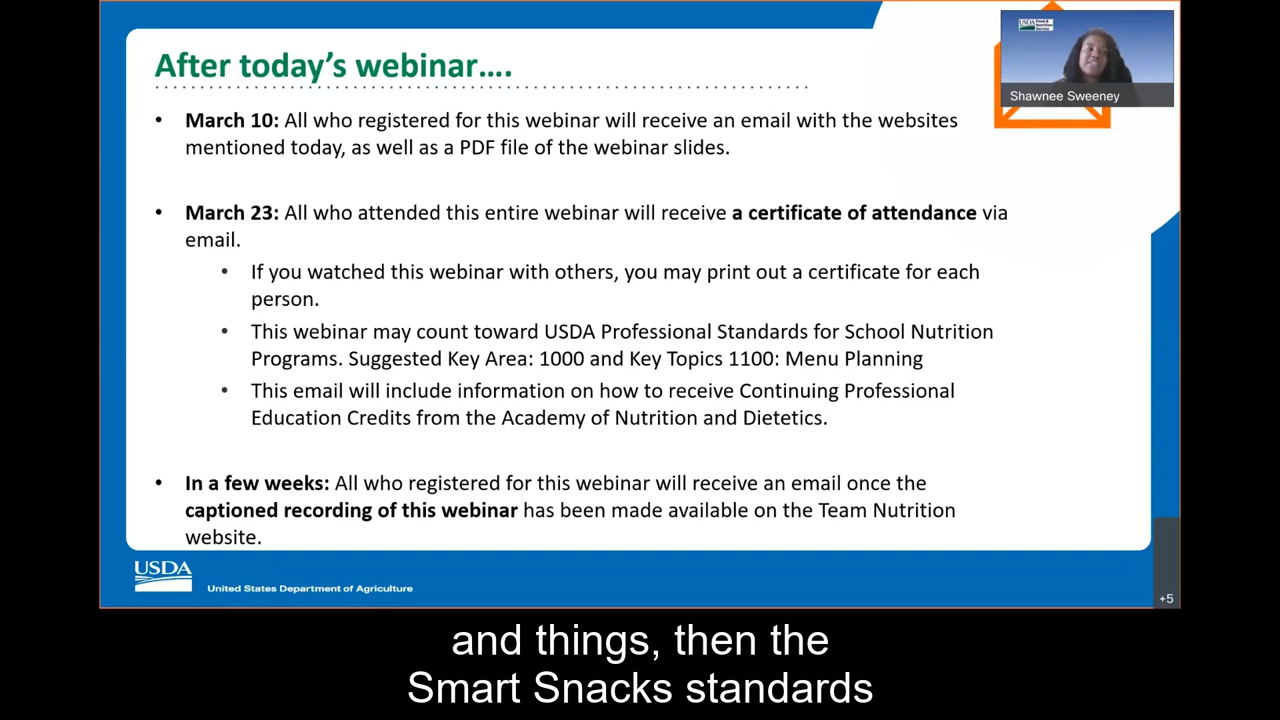 After today's webinar….
• March 10: All who registered for this webinar will receive an email with the websites
mentioned today, as well as a PDF file of the webinar slides.
• March 23: All who attended this entire webinar will receive a certificate of attendance via
email.
• If you watched this webinar with others, you may print out a certificate for each
person.
• This webinar may count toward USDA Professional Standards for School Nutrition
Programs. Suggested Key Area: 1000 and Key Topics 1100: Menu Planning
• This email will include information on how to receive Continuing Professional
Education Credits from the Academy of Nutrition and Dietetics.
• In a few weeks: All who registered for this webinar will receive an email once the
captioned recording of this webinar has been made available on the Team Nutrition
website.
USDA
United States Department of Agriculture
USDA
Food &
Nutrition
Service
Shawnee Sweeney
+5
and things, then the
Smart Snacks standards